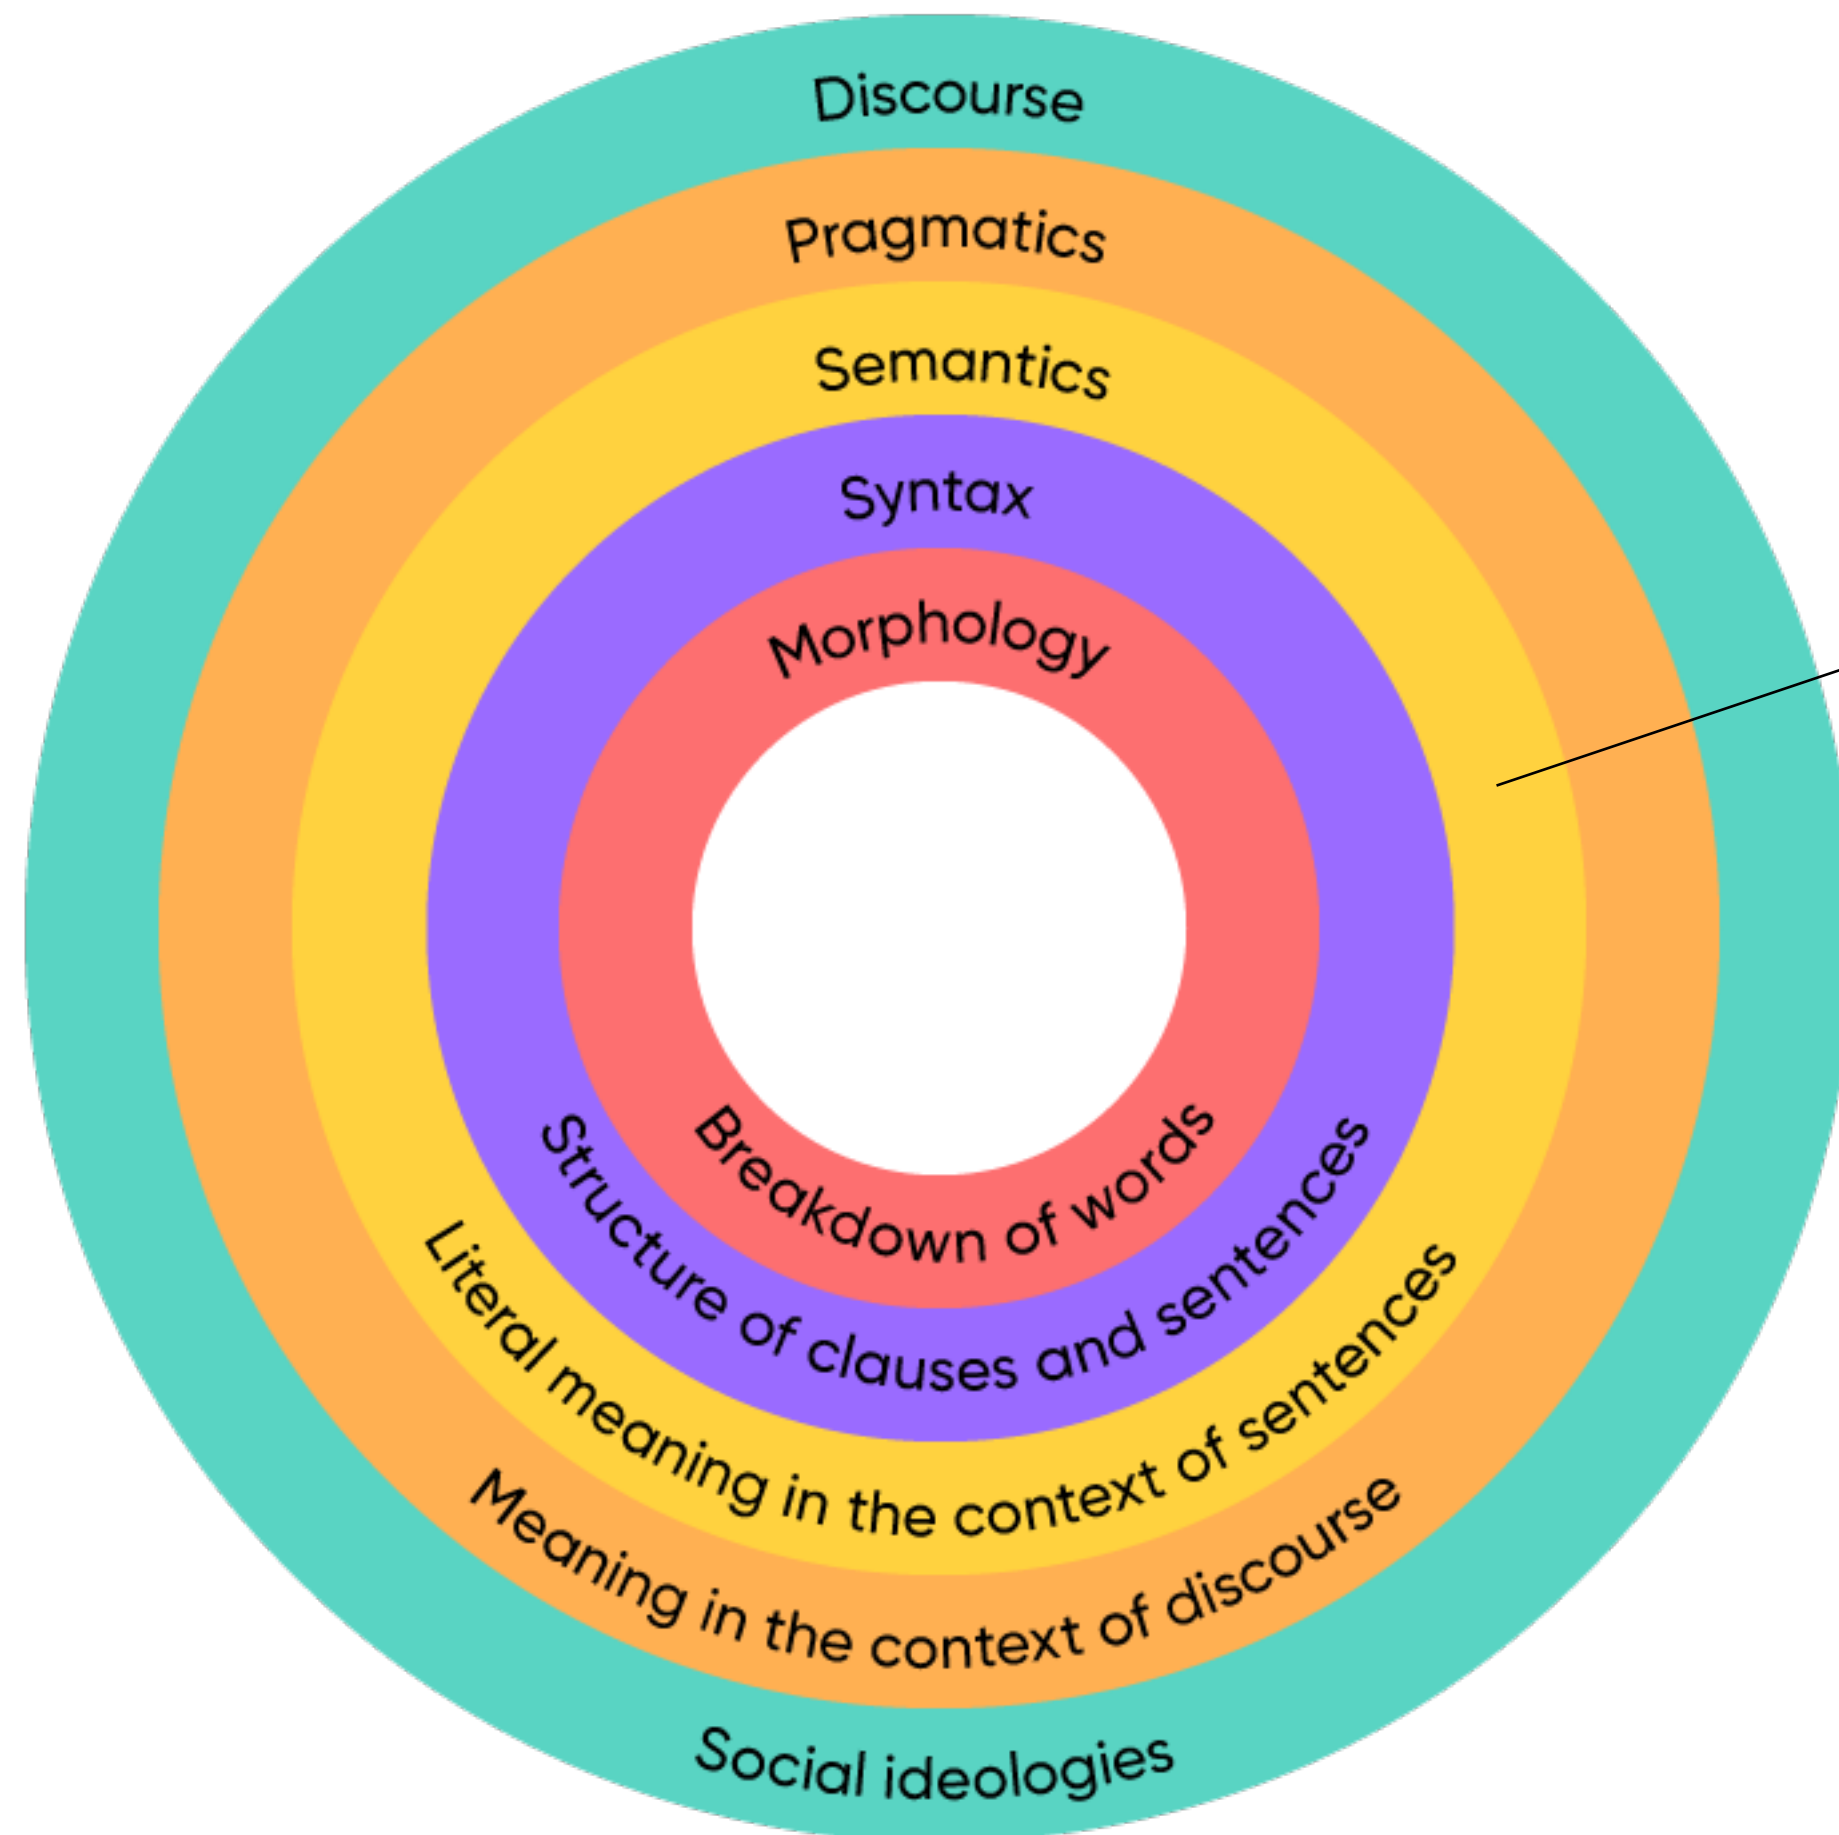 Discourse
Pragmatics
Semantics
Syntax
Morphology
Breakdown of words
Structure of clauses and sentences
Literal meaning in the context of sentences
Meaning in the context of discourse
Social ideologies